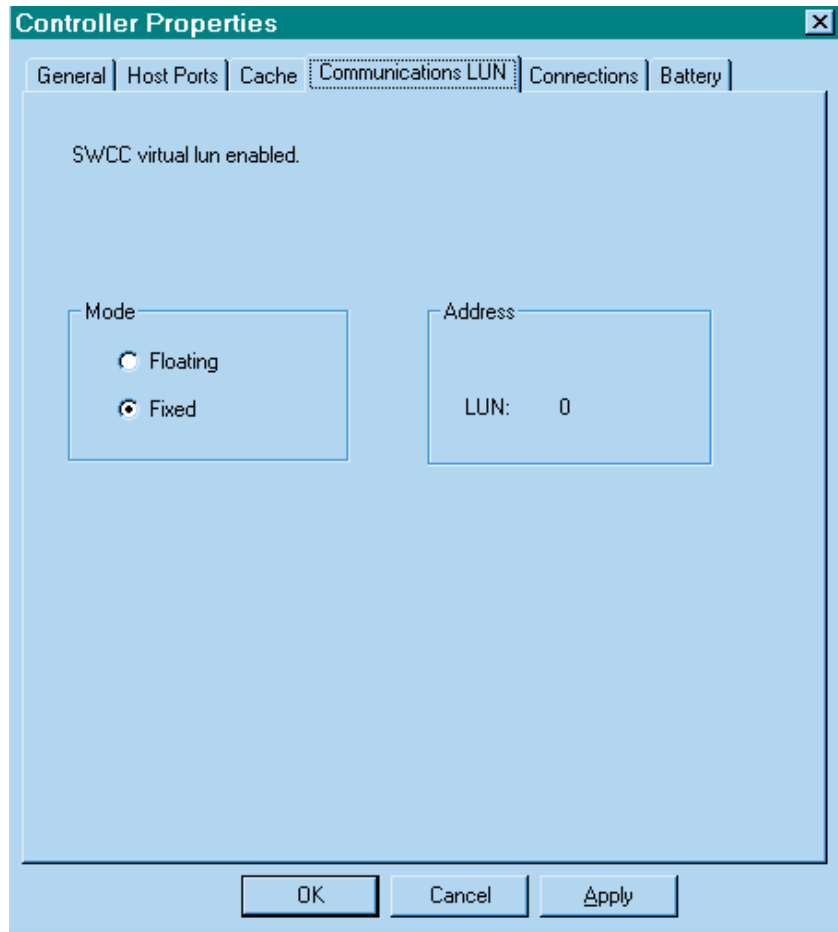 Controller Properties
General Host Ports Cache Communications LUN Connections Battery
SWCC virtual lun enabled.
Mode
Floating
Fixed
Address
LUN: 0
OK Cancel Apply